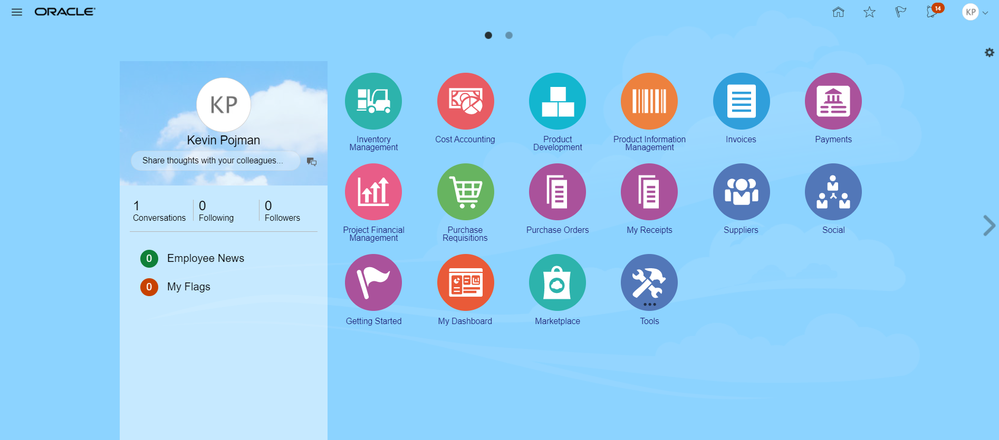 ORACLE
14
KP
KP
Kevin Pojman
Share thoughts with your colleagues...
1
Conversations
0
Following
0
Followers
0 Employee News
0 My Flags
Inventory
Management
Cost Accounting
Product
Development
Product Information
Management
Invoices
Payments
Project Financial
Management
Purchase
Requisitions
Purchase Orders
My Receipts
Suppliers
Social
Getting Started
My Dashboard
Marketplace
Tools